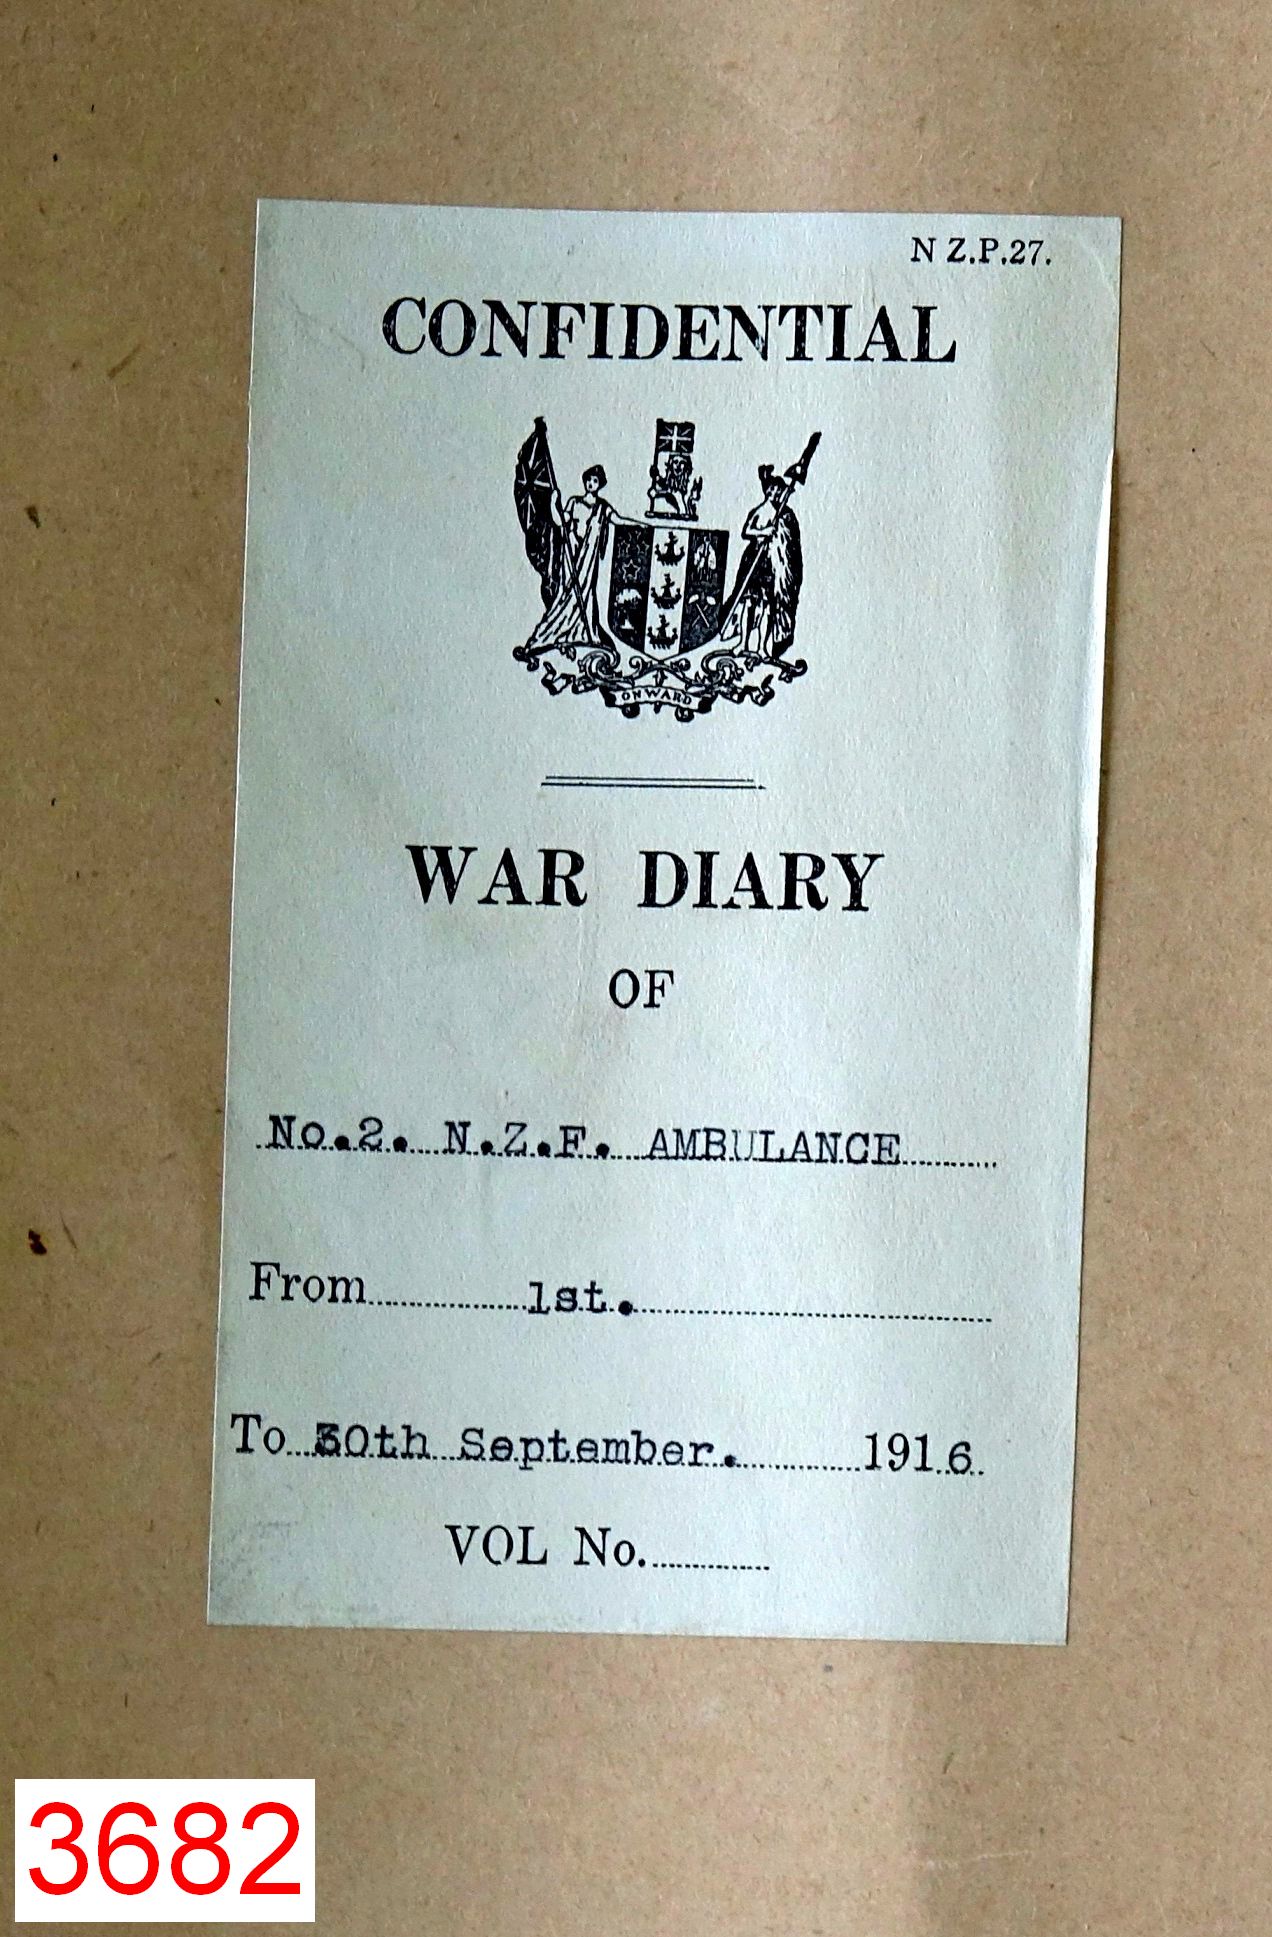 N Z.P.27.
CONFIDENTIAL
ONWARD
WAR DIARY
OF
No.2. N.Z.F. AMBULANCE
From 1st.
To 30th September. 1916.
VOL No.
3682